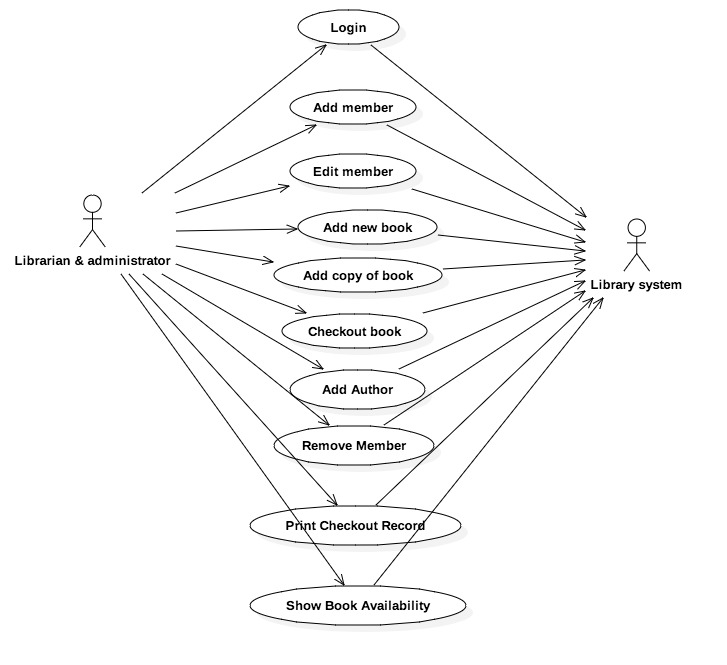 Login
Add member
Edit member
Add new book
Librarian & administrator
Add copy of book
Library system
Checkout book
Add Author
Remove Member
Print Checkout Record
Show Book Availability